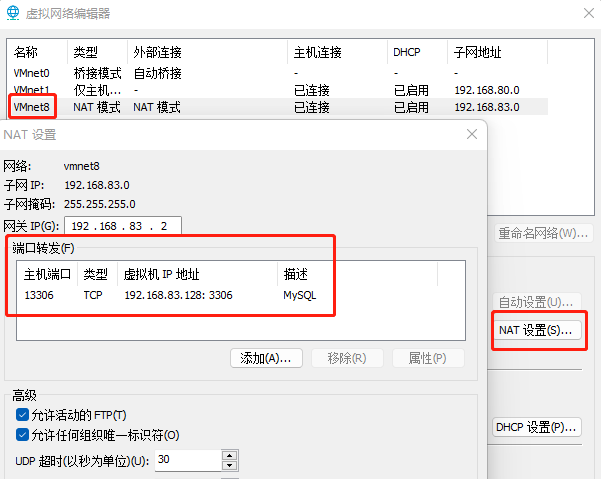 虚拟网络编辑器
名称 类型 外部连接 主机连接 DHCP 子网地址
VMnet0 桥接模式 自动桥接 - - -
VMnet1 仅主机... - 已连接 已启用 192.168.80.0
VMnet8 NAT 模式 NAT 模式 已连接 已启用 192.168.83.0
NAT 设置
网络: vmnet8
子网 IP: 192.168.83.0
子网掩码: 255.255.255.0
网关 IP(G): 192 . 168 . 83 . 2
重命名网络(W)...
端口转发(F)
主机端口 类型 虚拟机 IP 地址 描述
13306 TCP 192.168.83.128: 3306 MySQL
自动设置(U)...
NAT 设置(S)...
添加(A)... 移除(R) 属性(P)
高级
允许活动的 FTP(T)
DHCP 设置(P)...
允许任何组织唯一标识符(O)
UDP 超时(以秒为单位)(U): 30